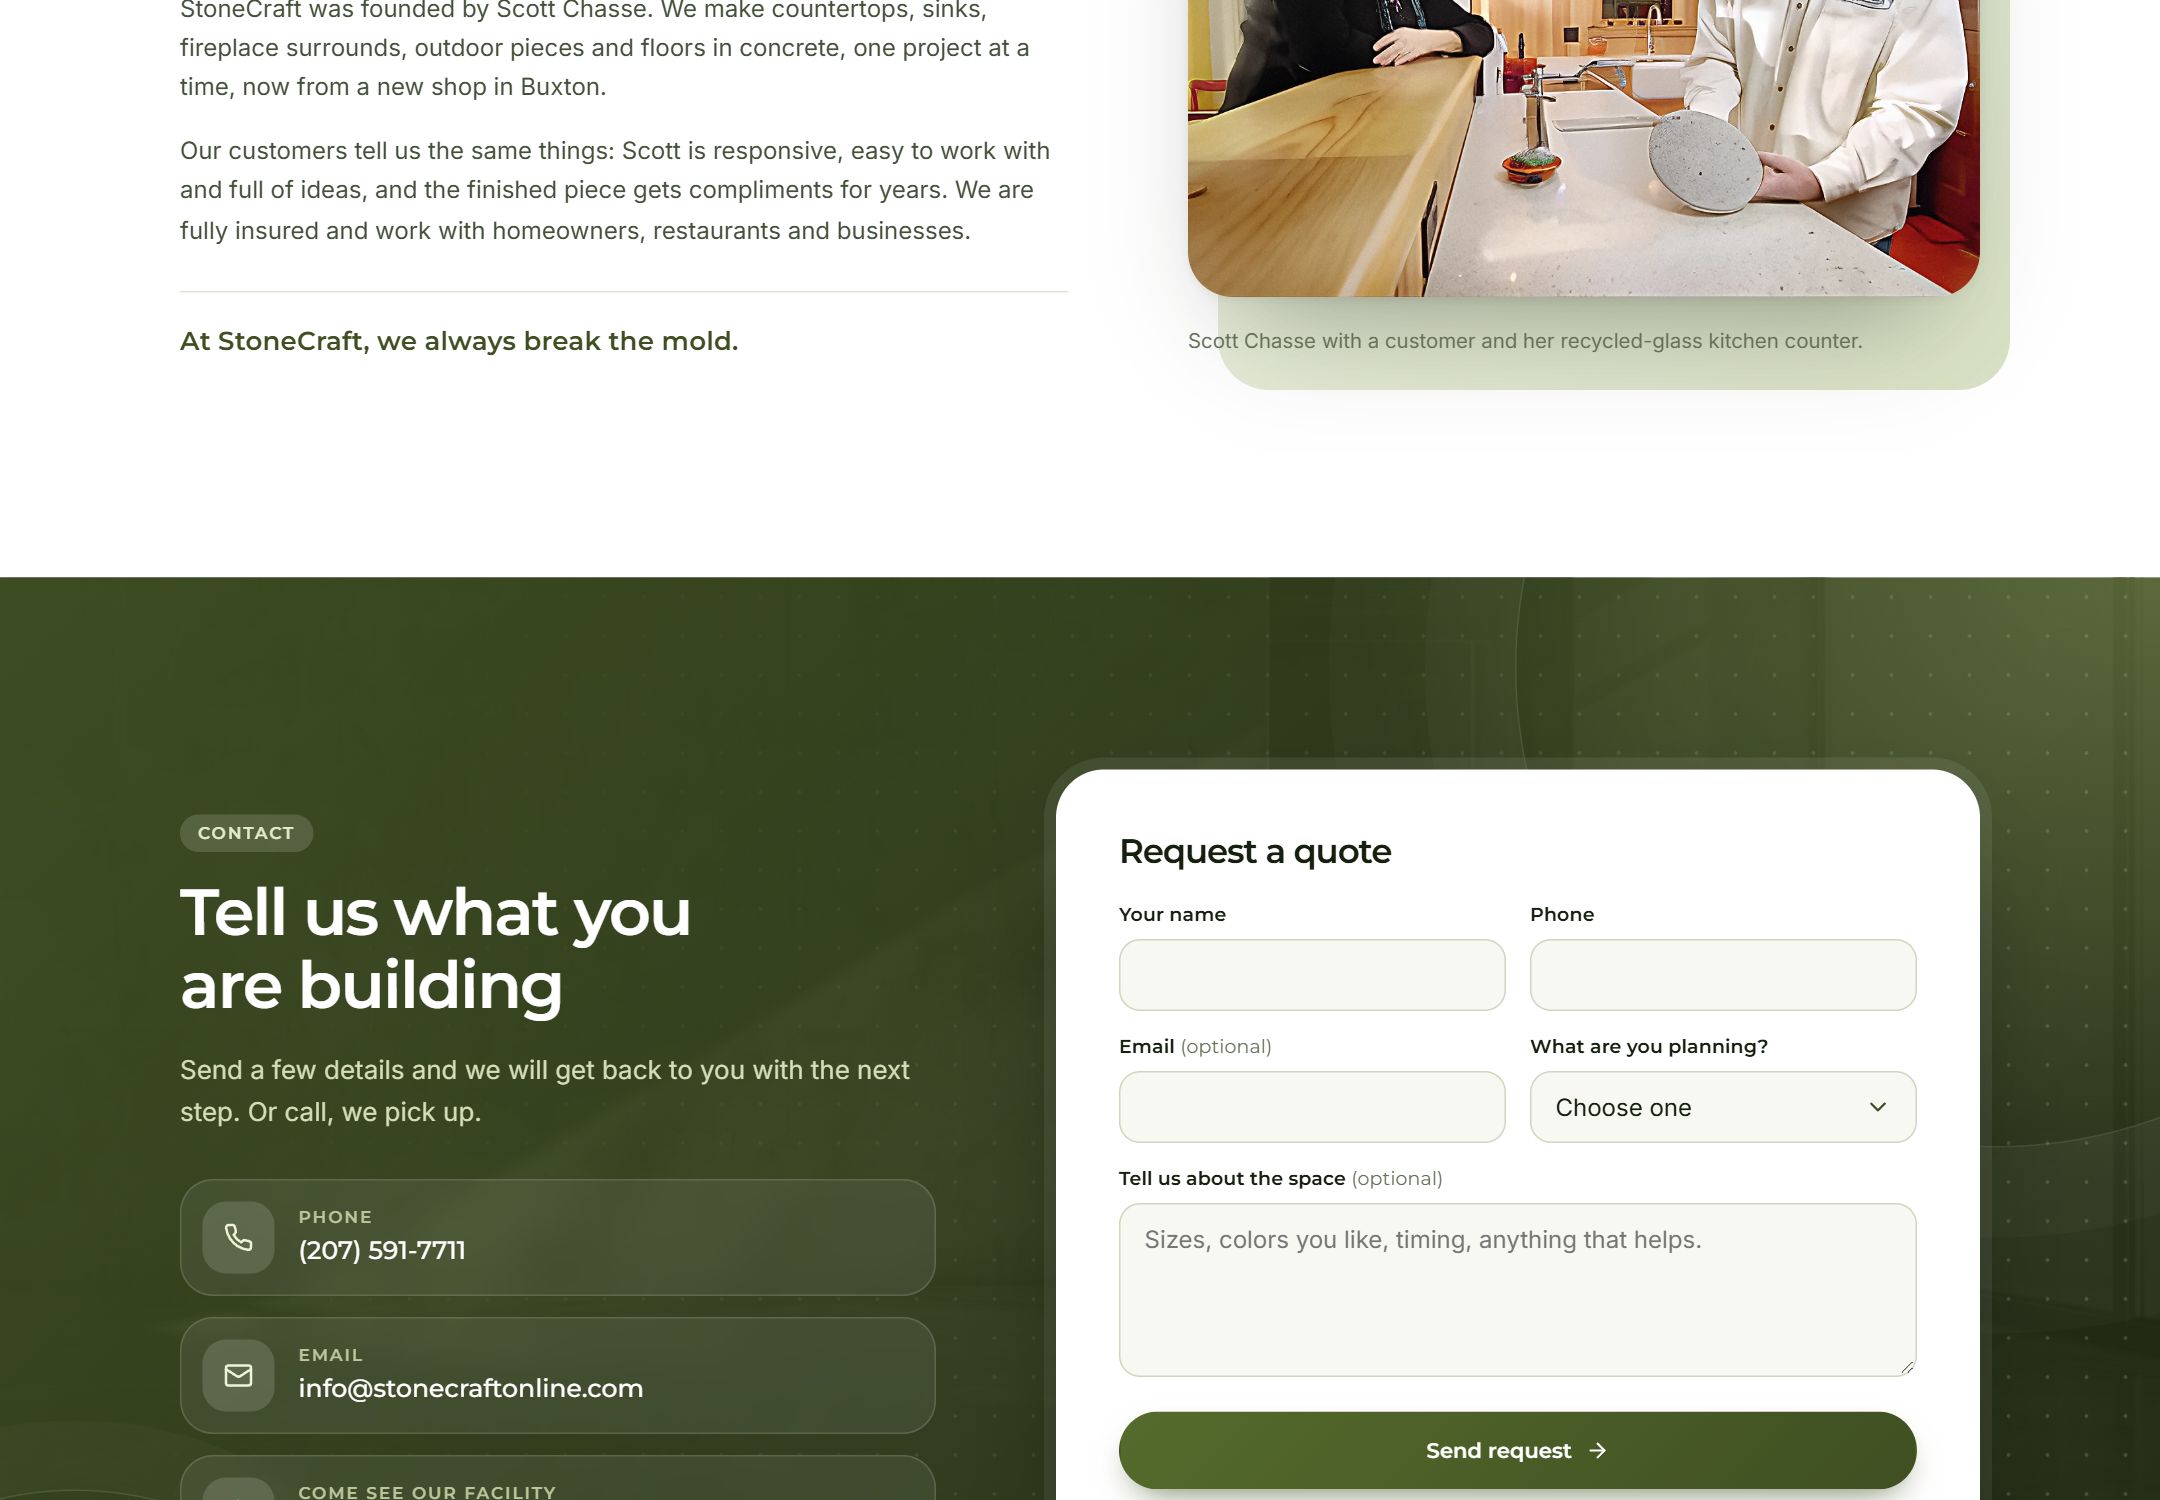 StoneCraft was founded by Scott Chasse. We make countertops, sinks,
fireplace surrounds, outdoor pieces and floors in concrete, one project at a
time, now from a new shop in Buxton.
Our customers tell us the same things: Scott is responsive, easy to work with
and full of ideas, and the finished piece gets compliments for years. We are
fully insured and work with homeowners, restaurants and businesses.
At StoneCraft, we always break the mold.
Scott Chasse with a customer and her recycled-glass kitchen counter.
CONTACT
Tell us what you
are building
Send a few details and we will get back to you with the next
step. Or call, we pick up.
PHONE
(207) 591-7711
EMAIL
info@stonecraftonline.com
COME SEE OUR FACILITY
Request a quote
Your name
Phone
Email (optional)
What are you planning?
Choose one
Tell us about the space (optional)
Sizes, colors you like, timing, anything that helps.
Send request